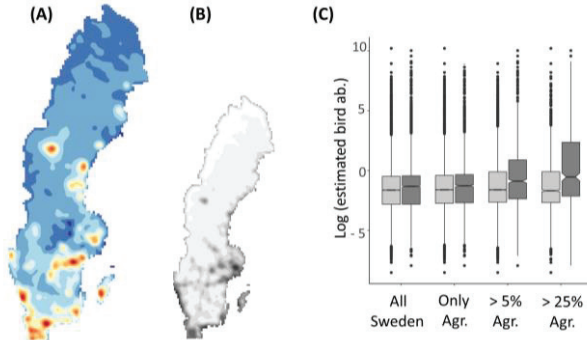 (A)
(B)
(C)
Log (estimated bird ab.)
10
5
0
- 5
All Sweden
Only Agr.
> 5% Agr.
> 25% Agr.